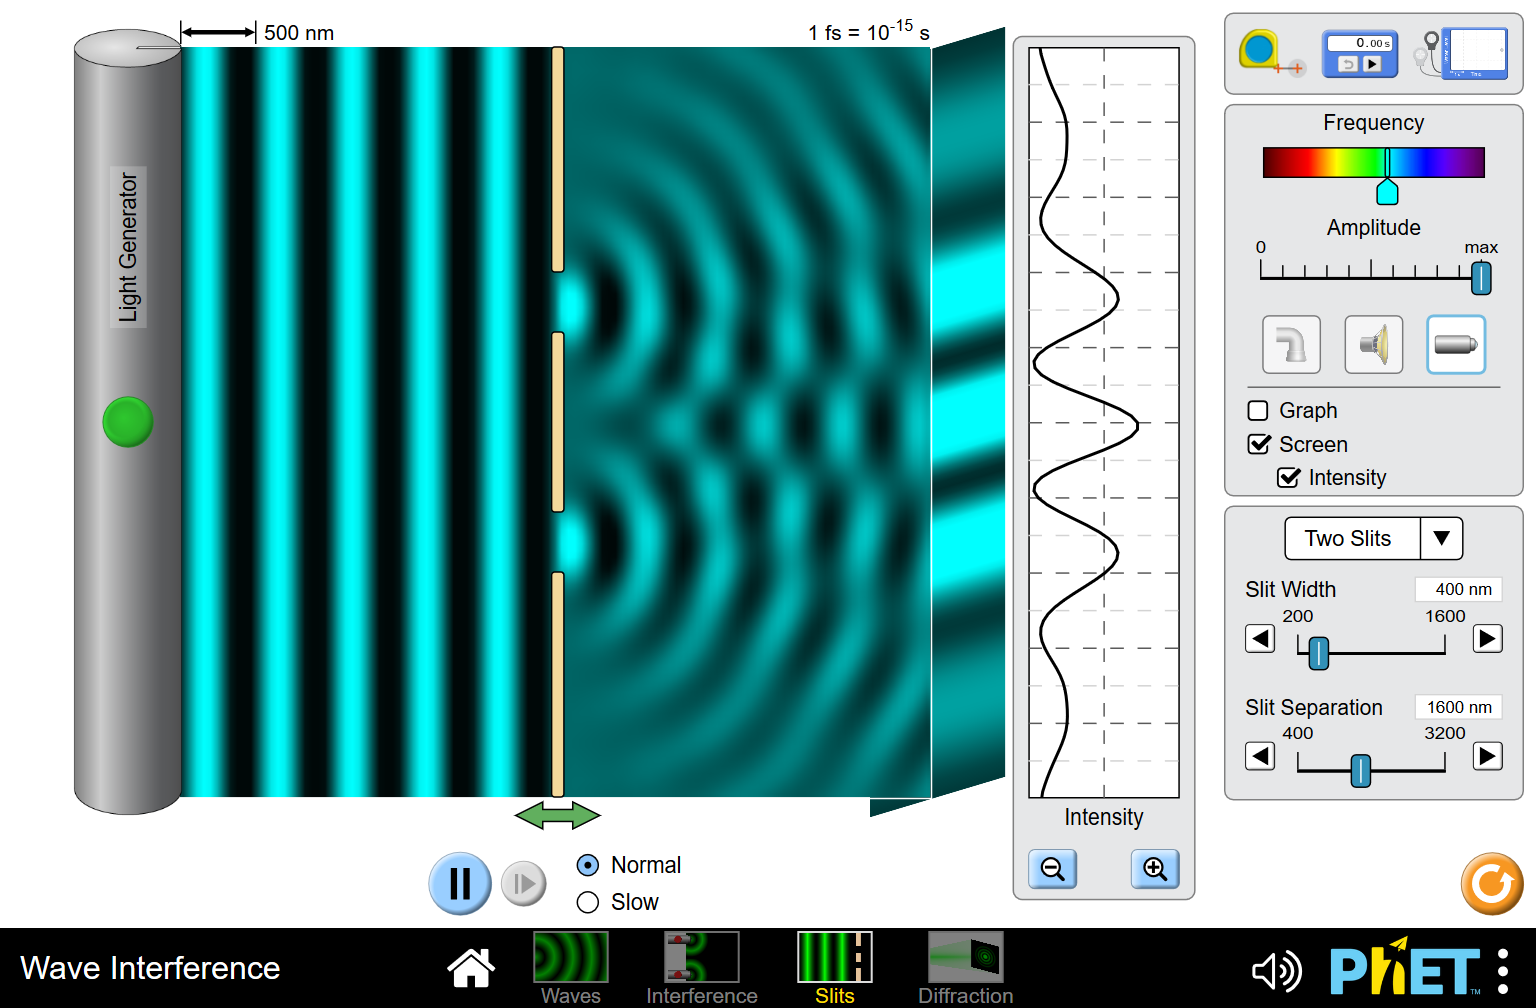 500 nm
1 fs = 10-15 s
Light Generator
0.00 s
Frequency
Amplitude
0
max
Graph
Screen
Intensity
Two Slits
Slit Width
400 nm
200
1600
Slit Separation
1600 nm
400
3200
Intensity
Normal
Slow
Wave Interference
Waves
Interference
Slits
Diffraction
PhET
TM